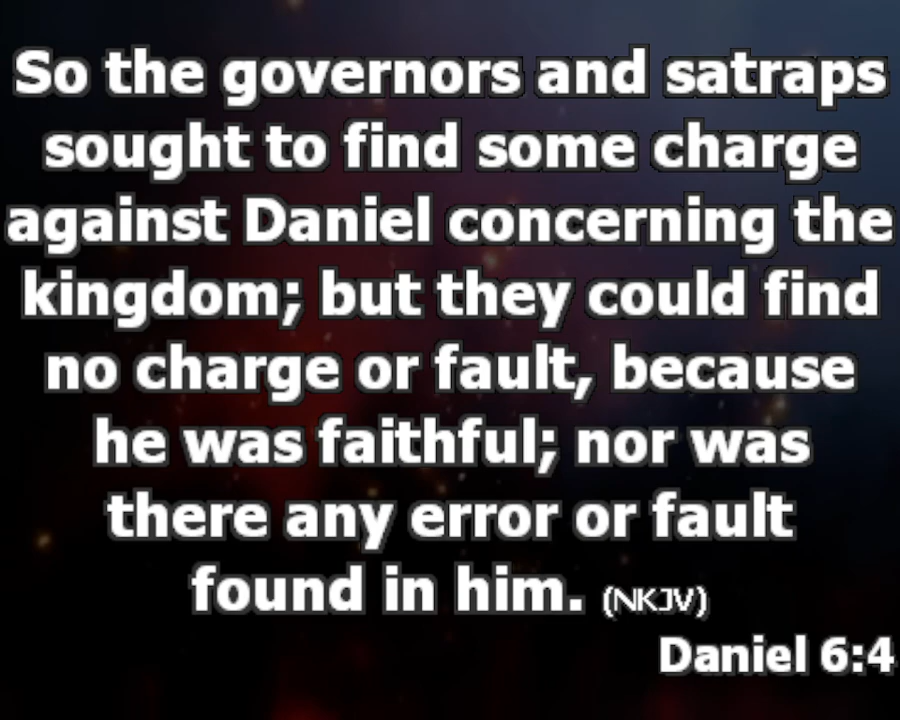 So the governors and satraps
sought to find some charge
against Daniel concerning the
kingdom; but they could find
no charge or fault, because
he was faithful; nor was
there any error or fault
found in him. (NKJV)
Daniel 6:4